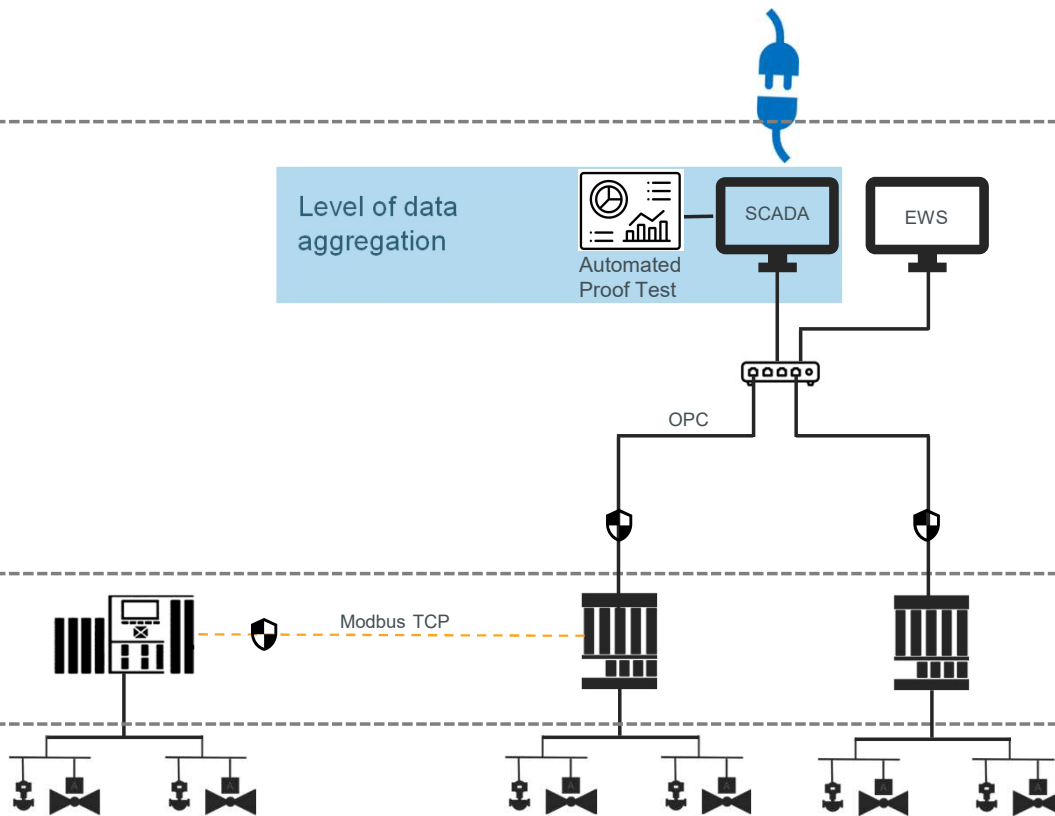 Level of data
aggregation
SCADA
EWS
Automated
Proof Test
OPC
Modbus TCP
A
A
A
A
A
A